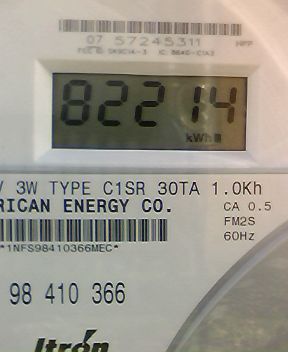 07 57245311
82214
kWh
V 3W TYPE C1SR 30TA 1.0Kh
RICAN ENERGY CO. CA 0.5
FM2S
*1NFS98410366MEC* 60Hz
98 410 366
Itrón